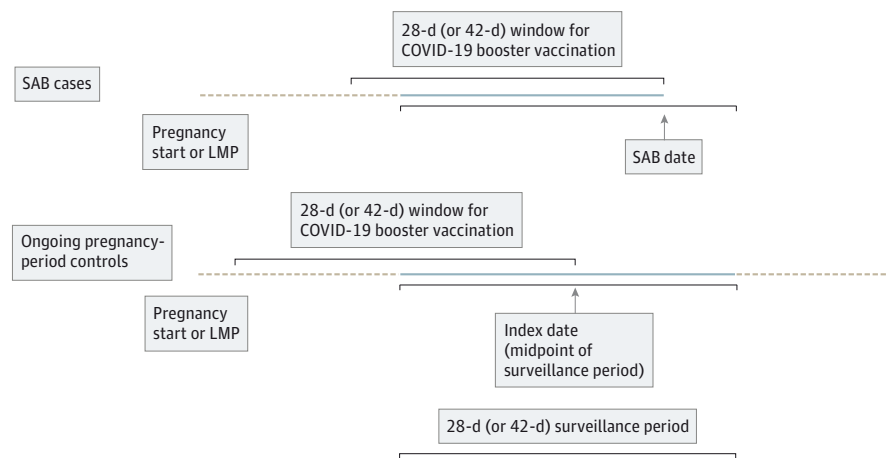 28-d (or 42-d) window for
COVID-19 booster vaccination
SAB cases
Pregnancy
start or LMP
SAB date
28-d (or 42-d) window for
COVID-19 booster vaccination
Ongoing pregnancy-
period controls
Pregnancy
start or LMP
Index date
(midpoint of
surveillance period)
28-d (or 42-d) surveillance period